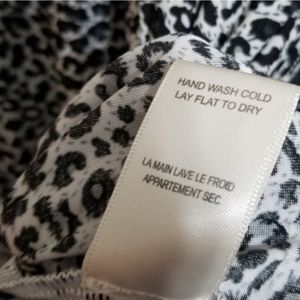 HAND WASH COLD
LAY FLAT TO DRY
LA MAIN LAVE LE FROID
APPARTEMENT SEC